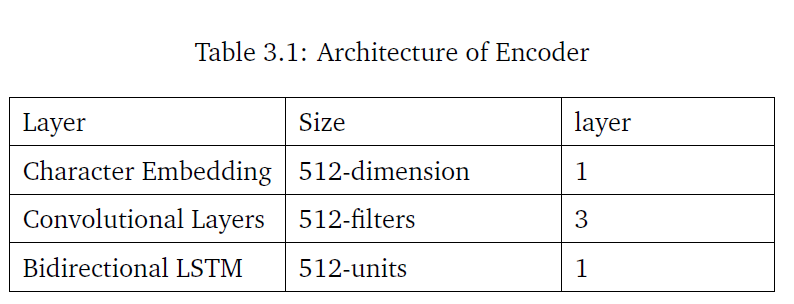 Table 3.1: Architecture of Encoder
Layer Size layer
Character Embedding 512-dimension 1
Convolutional Layers 512-filters 3
Bidirectional LSTM 512-units 1